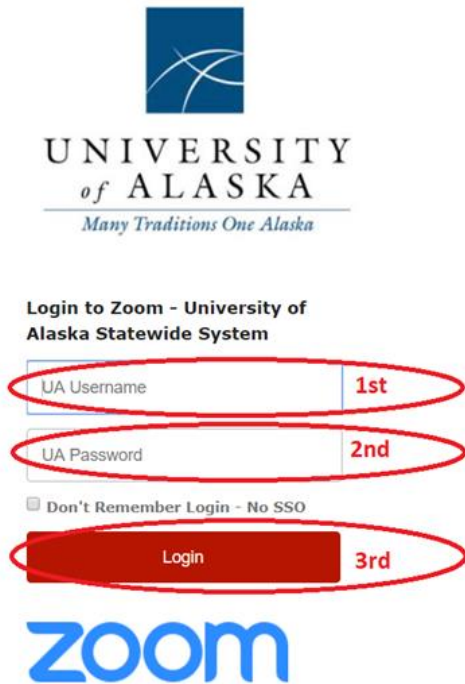 UNIVERSITY
of ALASKA
Many Traditions One Alaska
Login to Zoom - University of
Alaska Statewide System
UA Username 1st
UA Password 2nd
Don't Remember Login - No SSO
Login 3rd
zoom